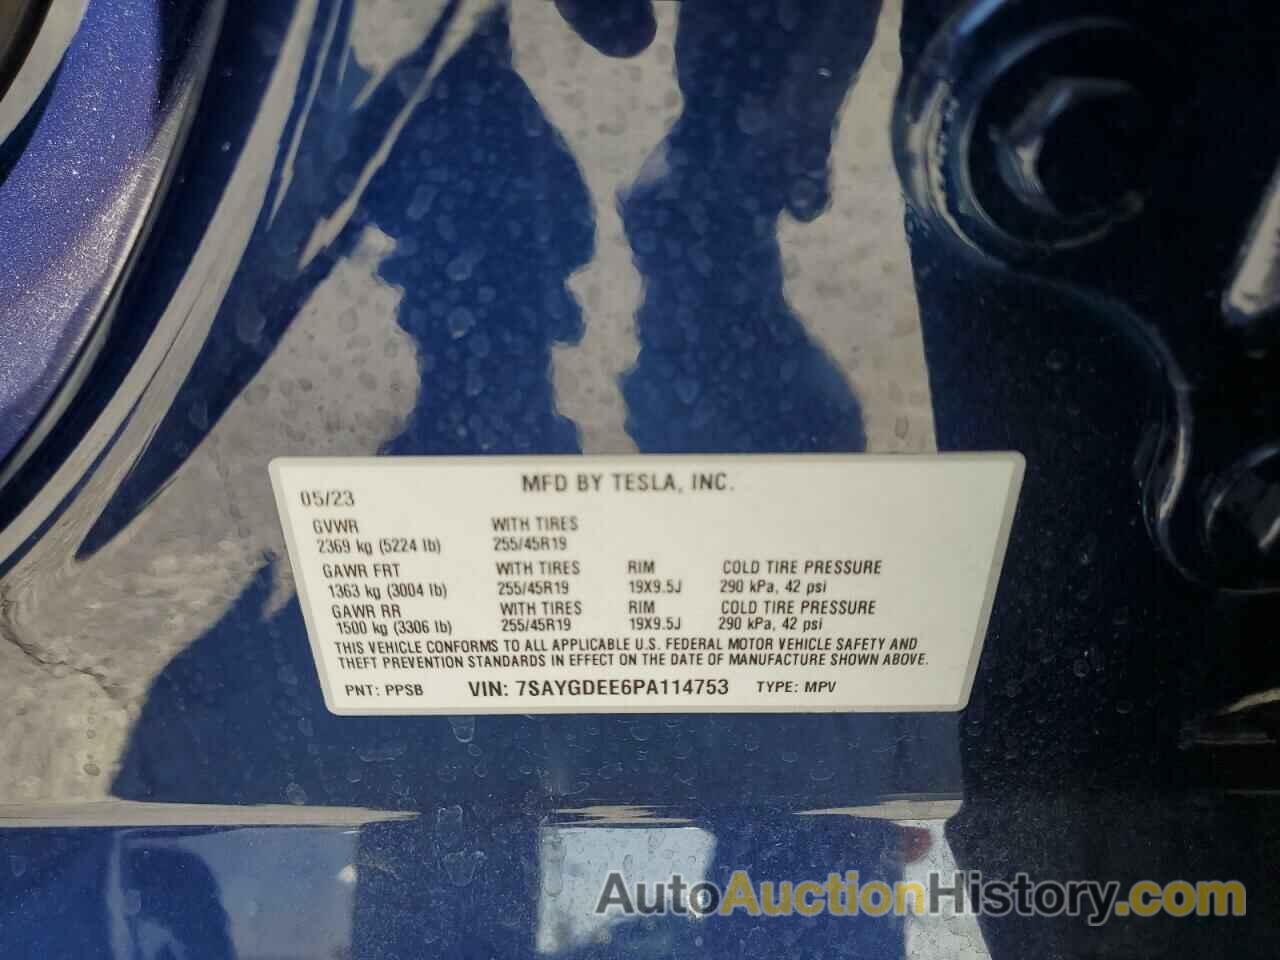 MFD BY TESLA, INC.
05/23
GVWR WITH TIRES
2369 kg (5224 lb) 255/45R19
GAWR FRT WITH TIRES RIM COLD TIRE PRESSURE
1363 kg (3004 lb) 255/45R19 19X9.5J 290 kPa, 42 psi
GAWR RR WITH TIRES RIM COLD TIRE PRESSURE
1500 kg (3306 lb) 255/45R19 19X9.5J 290 kPa, 42 psi
THIS VEHICLE CONFORMS TO ALL APPLICABLE U.S. FEDERAL MOTOR VEHICLE SAFETY AND
THEFT PREVENTION STANDARDS IN EFFECT ON THE DATE OF MANUFACTURE SHOWN ABOVE.
PNT: PPSB VIN: 7SAYGDEE6PA114753 TYPE: MPV
AutoAuctionHistory.com